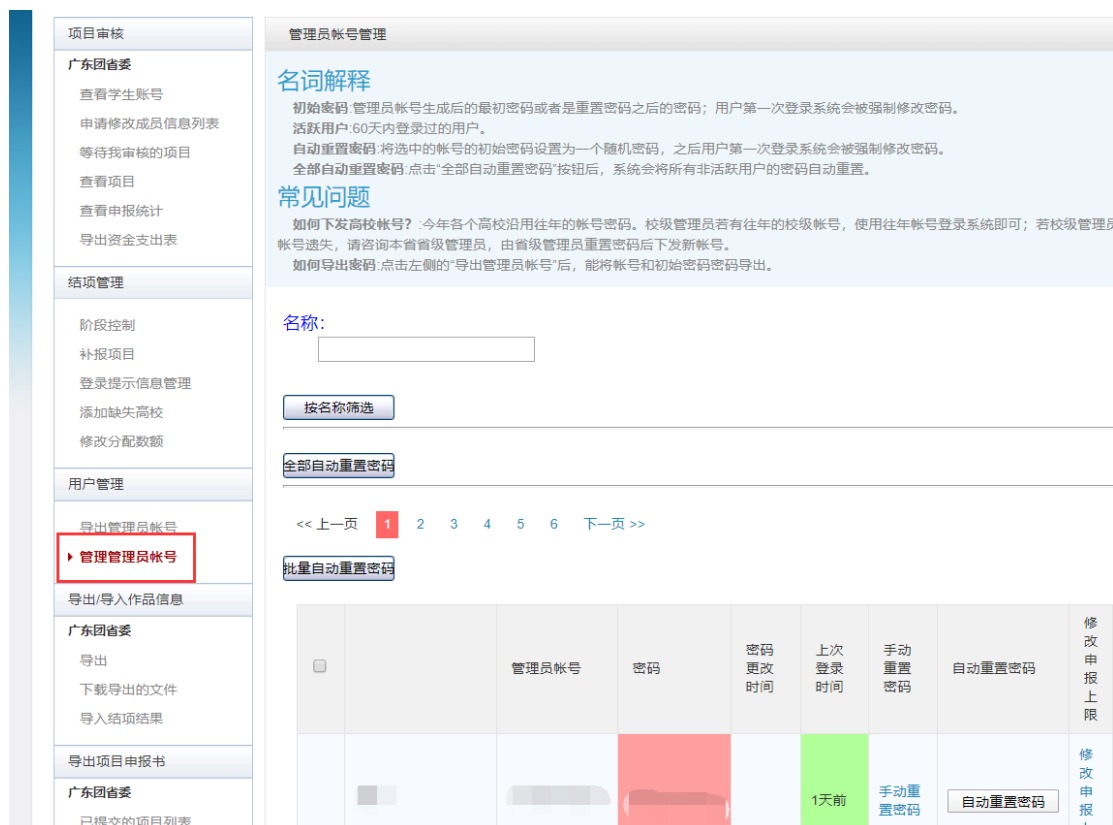 项目审核
广东团省委
查看学生账号
申请修改成员信息列表
等待我审核的项目
查看项目
查看申报统计
导出资金支出表
结项管理
阶段控制
补报项目
登录提示信息管理
添加缺失高校
修改分配数额
用户管理
导出管理员帐号
管理管理员帐号
导出/导入作品信息
广东团省委
导出
下载导出的文件
导入结项结果
导出项目申报书
广东团省委
已提交的项目列表
管理员帐号管理
名词解释
初始密码:管理员帐号生成后的最初密码或者是重置密码之后的密码；用户第一次登录系统会被强制修改密码。
活跃用户:60天内登录过的用户。
自动重置密码:将选中的帐号的初始密码设置为一个随机密码，之后用户第一次登录系统会被强制修改密码。
全部自动重置密码:点击“全部自动重置密码”按钮后，系统会将所有非活跃用户的密码自动重置。
常见问题
如何下发高校帐号？:今年各个高校沿用往年的帐号密码。校级管理员若有往年的校级帐号，使用往年帐号登录系统即可；若校级管理员
帐号遗失，请咨询本省省级管理员，由省级管理员重置密码后下发新帐号。
如何导出密码:点击左侧的“导出管理员帐号”后，能将帐号和初始密码密码导出。
名称:
按名称筛选
全部自动重置密码
<< 上一页 1 2 3 4 5 6 下一页 >>
批量自动重置密码
管理员帐号
密码
密码
更改
时间
上次
登录
时间
手动
重置
密码
自动重置密码
修
改
申
报
上
限
1天前
手动重
置密码
自动重置密码
修
改
申
报